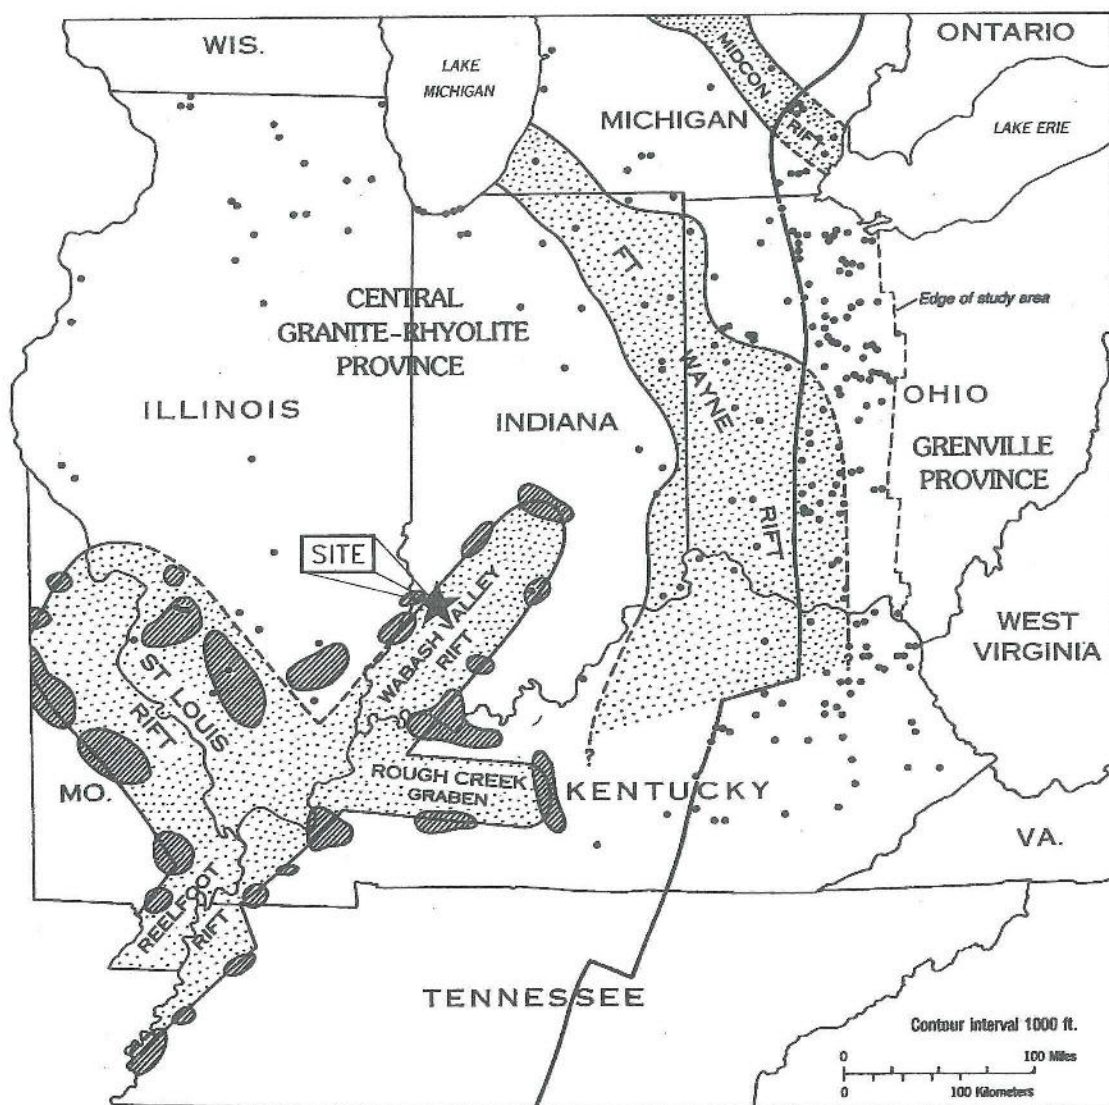 WIS.
LAKE
MICHIGAN
MIDCON
RIFT
ONTARIO
MICHIGAN
LAKE ERIE
FT
WAYNE
RIFT
CENTRAL
GRANITE-RHYOLITE
PROVINCE
Edge of study area
ILLINOIS
INDIANA
OHIO
GRENVILLE
PROVINCE
SITE
WABASH VALLEY
RIFT
WEST
VIRGINIA
ST LOUIS
RIFT
?
ROUGH CREEK
GRABEN
KENTUCKY
MO.
VA.
REELFOOT
RIFT
TENNESSEE
Contour interval 1000 ft.
0 100 Miles
0 100 Kilometers